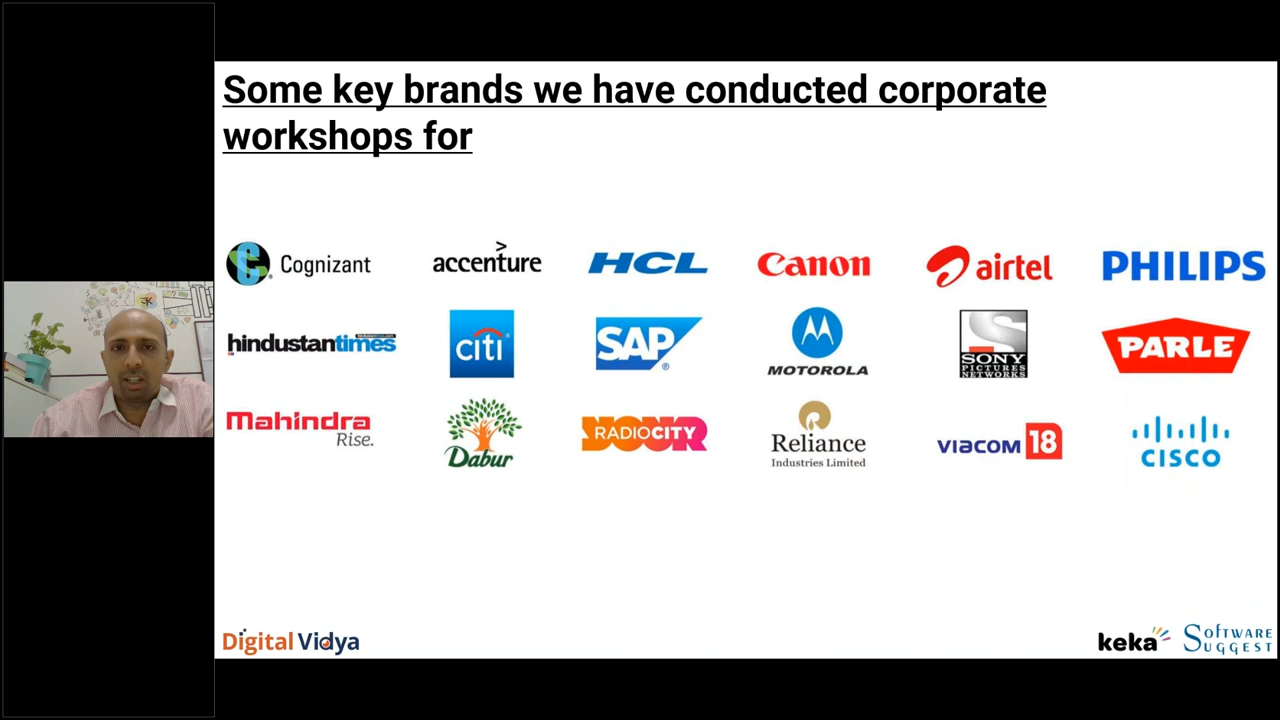 Some key brands we have conducted corporate
workshops for
Cognizant
accenture
HCL
Canon
airtel
PHILIPS
hindustantimes
citi
SAP
MOTOROLA
SONY
PICTURES
NETWORKS
PARLE
Mahindra
Rise.
Dabur
RADIOCITY
Reliance
Industries Limited
VIACOM 18
CISCO
Digital Vidya
keka
SOFTWARE
SUGGEST